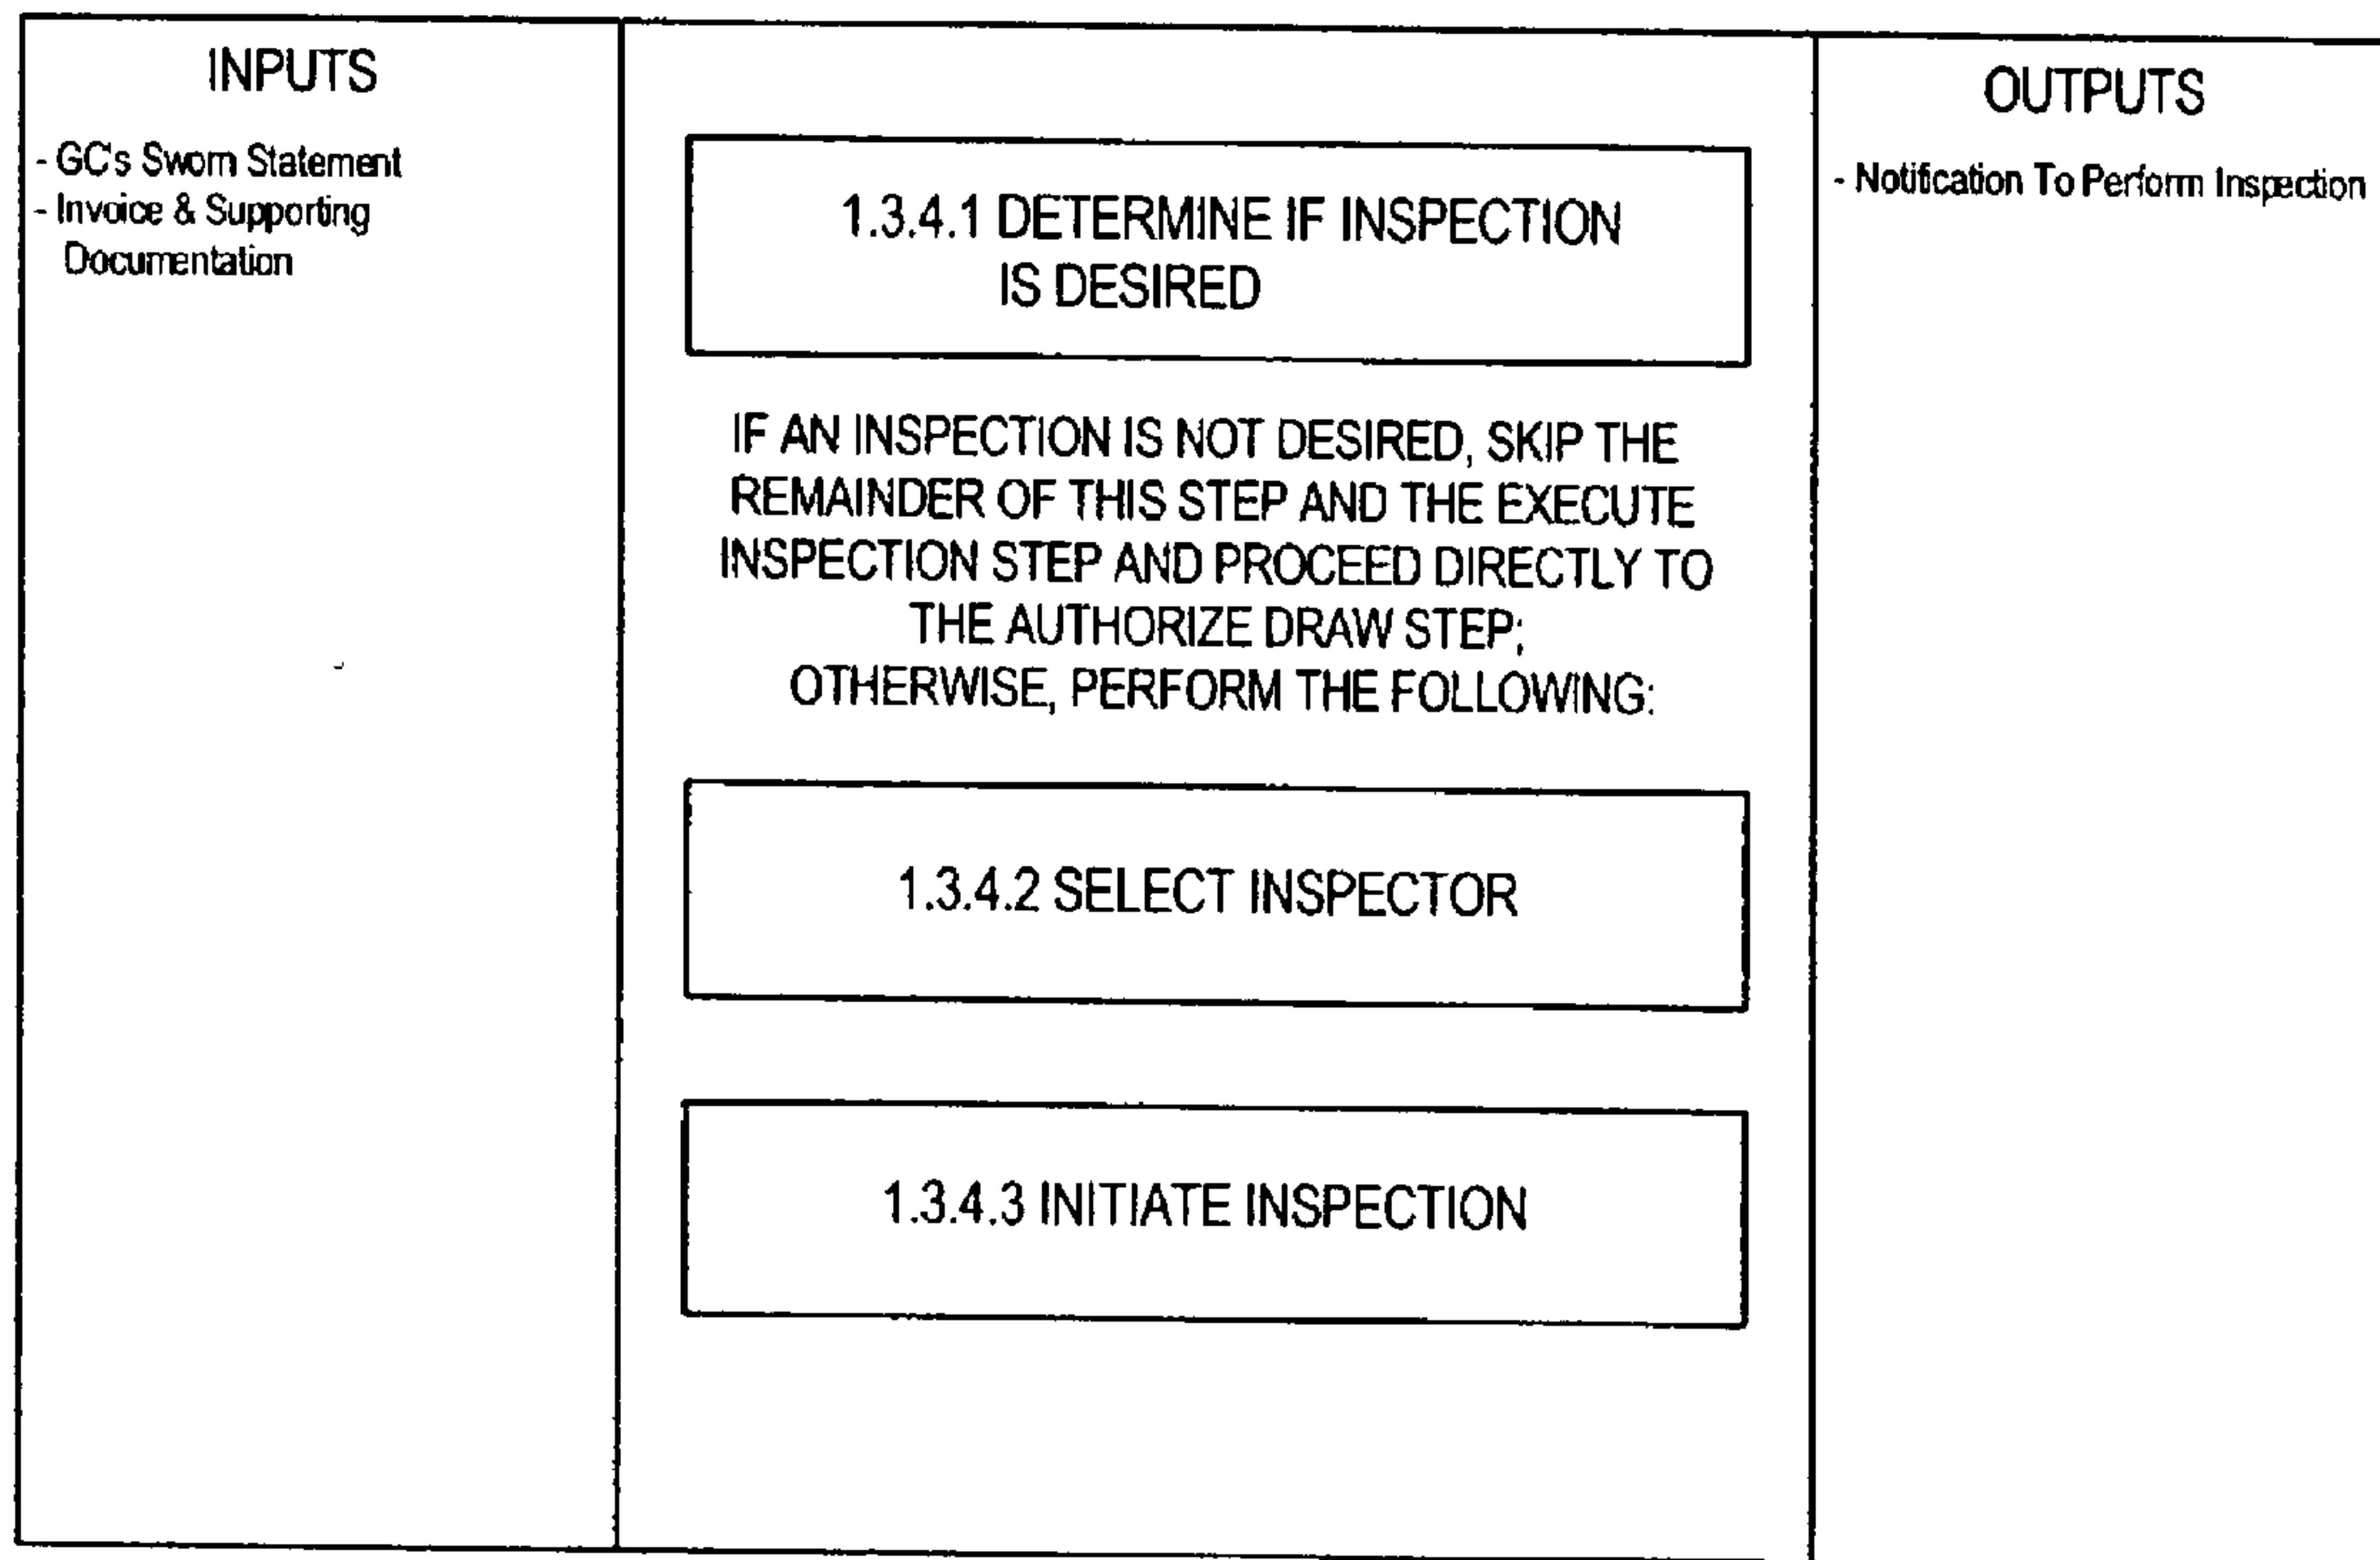 INPUTS
- GC's Sworn Statement
- Invoice & Supporting
Documentation
1.3.4.1 DETERMINE IF INSPECTION
IS DESIRED
IF AN INSPECTION IS NOT DESIRED, SKIP THE
REMAINDER OF THIS STEP AND THE EXECUTE
INSPECTION STEP AND PROCEED DIRECTLY TO
THE AUTHORIZE DRAW STEP;
OTHERWISE, PERFORM THE FOLLOWING:
1.3.4.2 SELECT INSPECTOR
1.3.4.3 INITIATE INSPECTION
OUTPUTS
- Notification To Perform Inspection